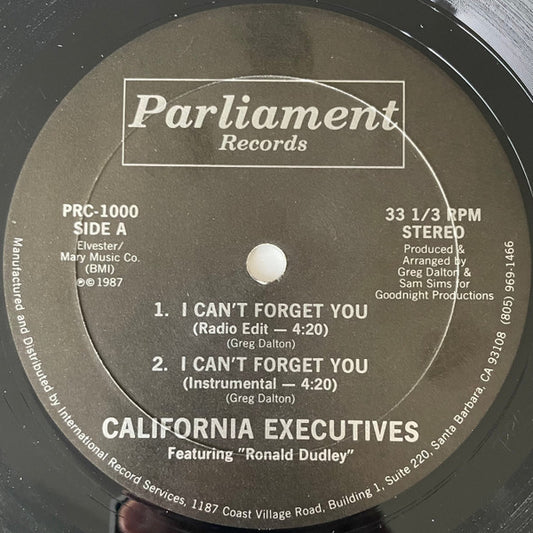 Parliament
Records
PRC-1000
SIDE A
Elvester/
Mary Music Co.
(BMI)
℗©1987
33 1/3 RPM
STEREO
Produced &
Arranged by
Greg Dalton &
Sam Sims for
Goodnight Productions
1. I CAN'T FORGET YOU
(Radio Edit — 4:20)
(Greg Dalton)
2. I CAN'T FORGET YOU
(Instrumental — 4:20)
(Greg Dalton)
CALIFORNIA EXECUTIVES
Featuring "Ronald Dudley"
Manufactured and Distributed by International Record Services, 1187 Coast Village Road, Building 1, Suite 220, Santa Barbara, CA 93108 (805) 969-1466